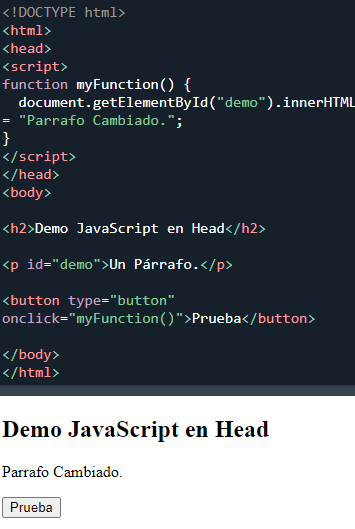 <!DOCTYPE html>
<html>
<head>
<script>
function myFunction() {
  document.getElementById("demo").innerHTML
= "Parrafo Cambiado.";
}
</script>
</head>
<body>
<h2>Demo JavaScript en Head</h2>
<p id="demo">Un Párrafo.</p>
<button type="button"
onclick="myFunction()">Prueba</button>
</body>
</html>
Demo JavaScript en Head
Parrafo Cambiado.
Prueba